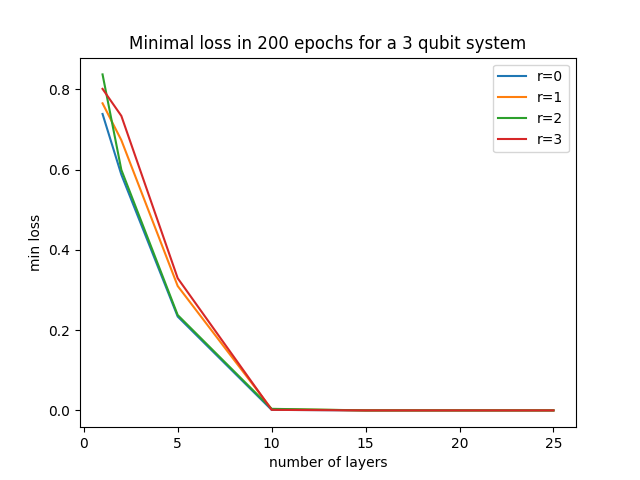 Minimal loss in 200 epochs for a 3 qubit system
r=0
r=1
r=2
r=3
min loss
0.8
0.6
0.4
0.2
0.0
0 5 10 15 20 25
number of layers